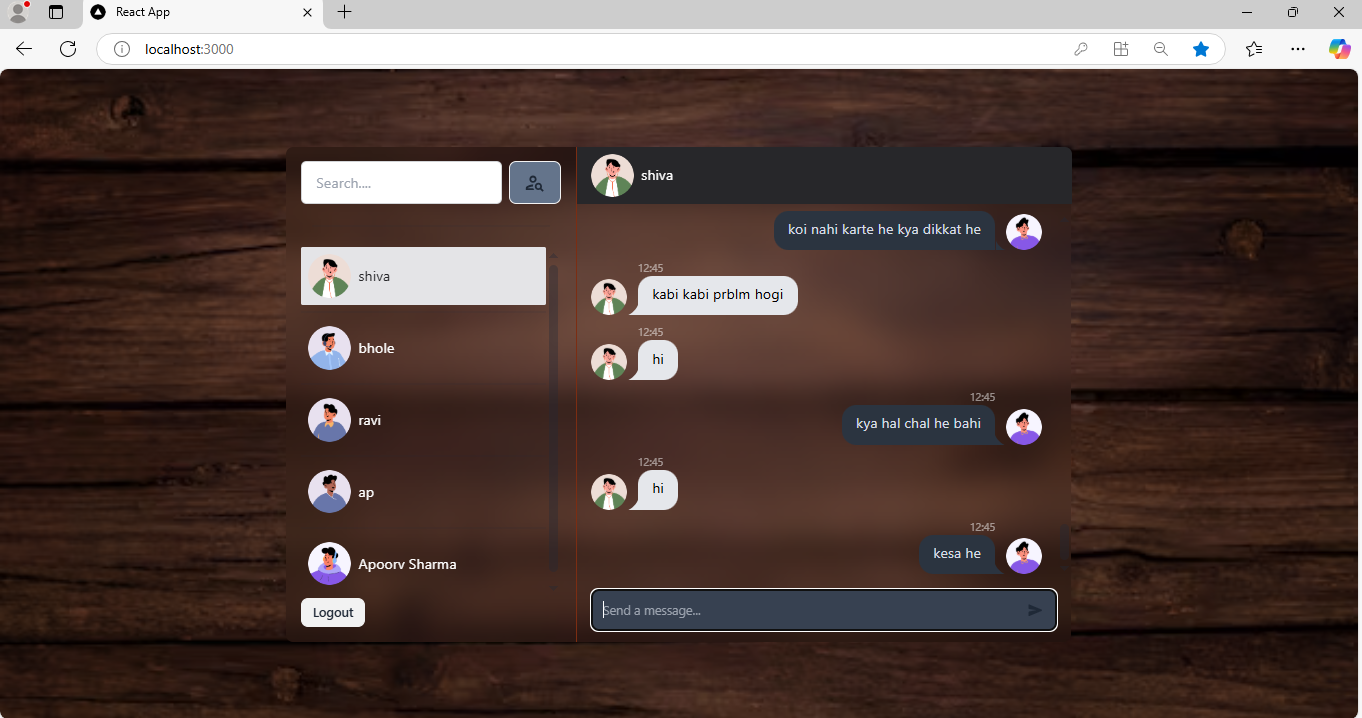 React App
localhost:3000
Search....
shiva
bhole
ravi
ap
Apoorv Sharma
Logout
shiva
koi nahi karte he kya dikkat he
12:45
kabi kabi prblm hogi
12:45
hi
12:45
kya hal chal he bahi
12:45
hi
12:45
kesa he
Send a message...